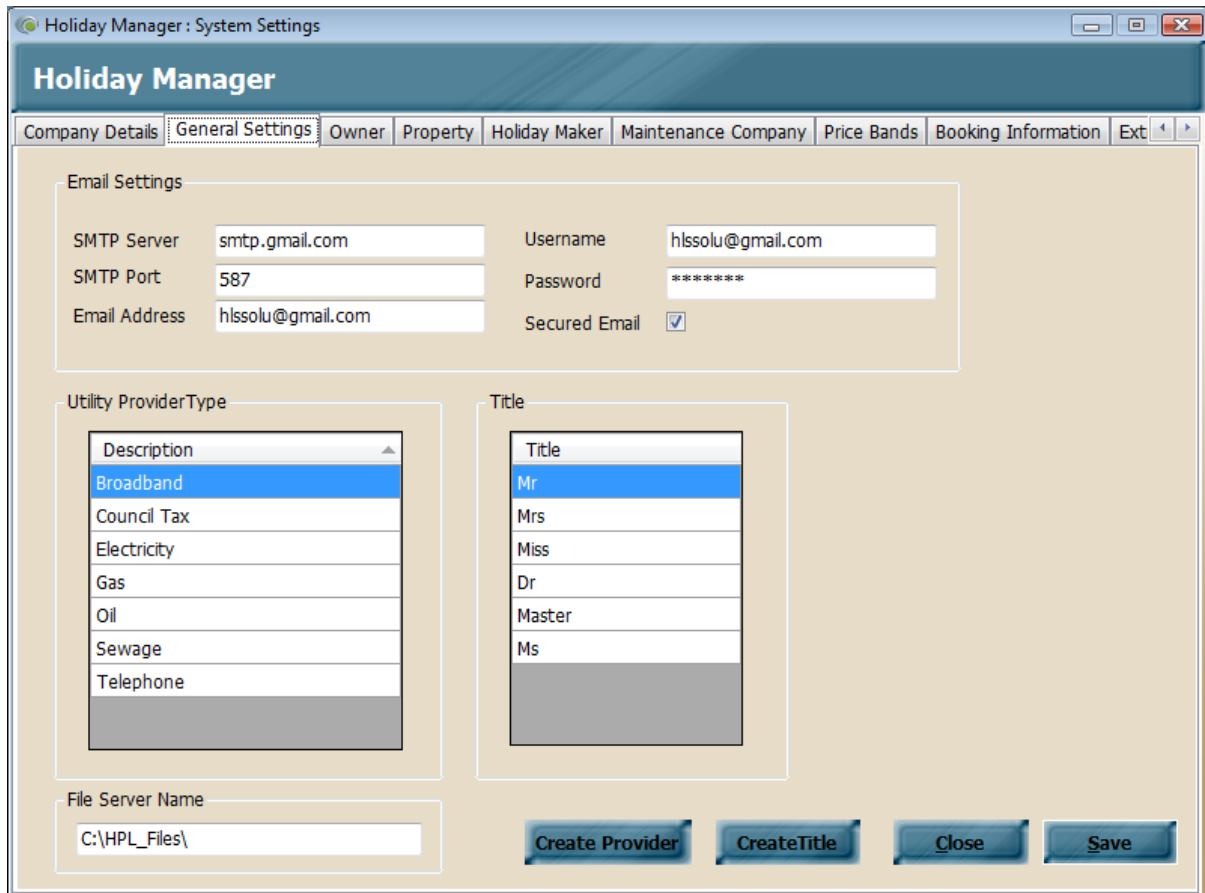 Holiday Manager : System Settings
Holiday Manager
Company Details General Settings Owner Property Holiday Maker Maintenance Company Price Bands Booking Information Ext
Email Settings
SMTP Server smtp.gmail.com Username hlssolu@gmail.com
SMTP Port 587 Password *******
Email Address hlssolu@gmail.com Secured Email
Utility ProviderType Title
Description Title
Broadband Mr
Council Tax Mrs
Electricity Miss
Gas Dr
Oil Master
Sewage Ms
Telephone
File Server Name
C:\HPL_Files\ Create Provider CreateTitle Close Save